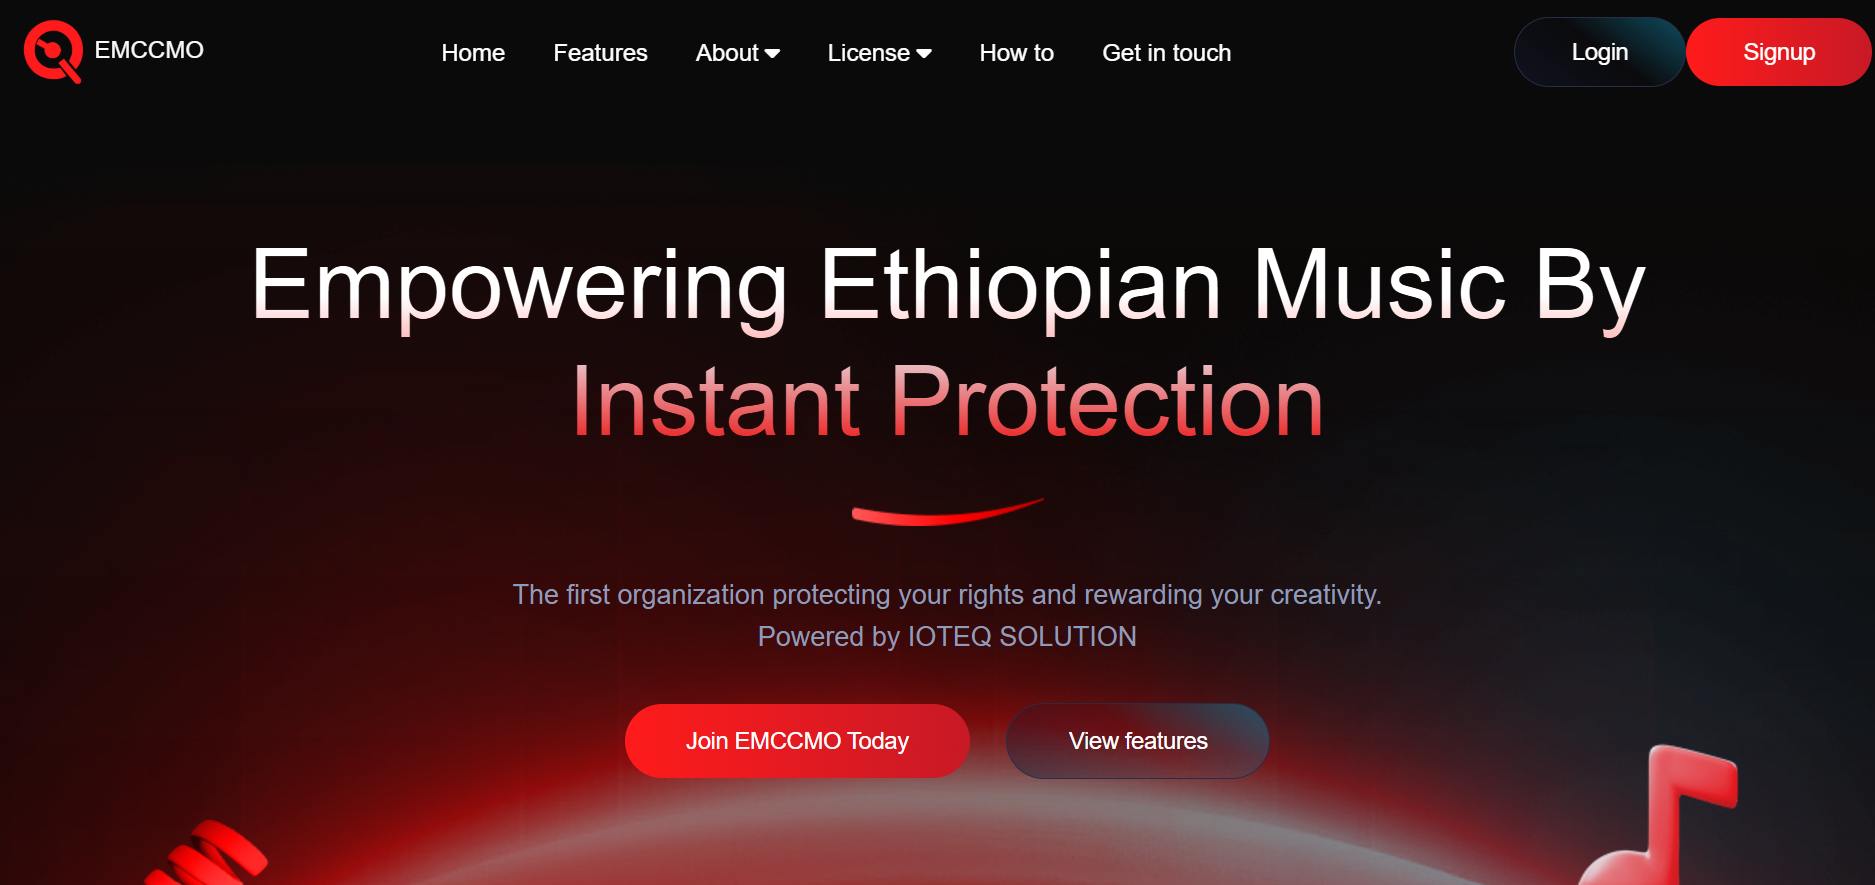 EMCCMO
Home
Features
About
License
How to
Get in touch
Login
Signup
Empowering Ethiopian Music By
Instant Protection
The first organization protecting your rights and rewarding your creativity.
Powered by IOTEQ SOLUTION
Join EMCCMO Today
View features